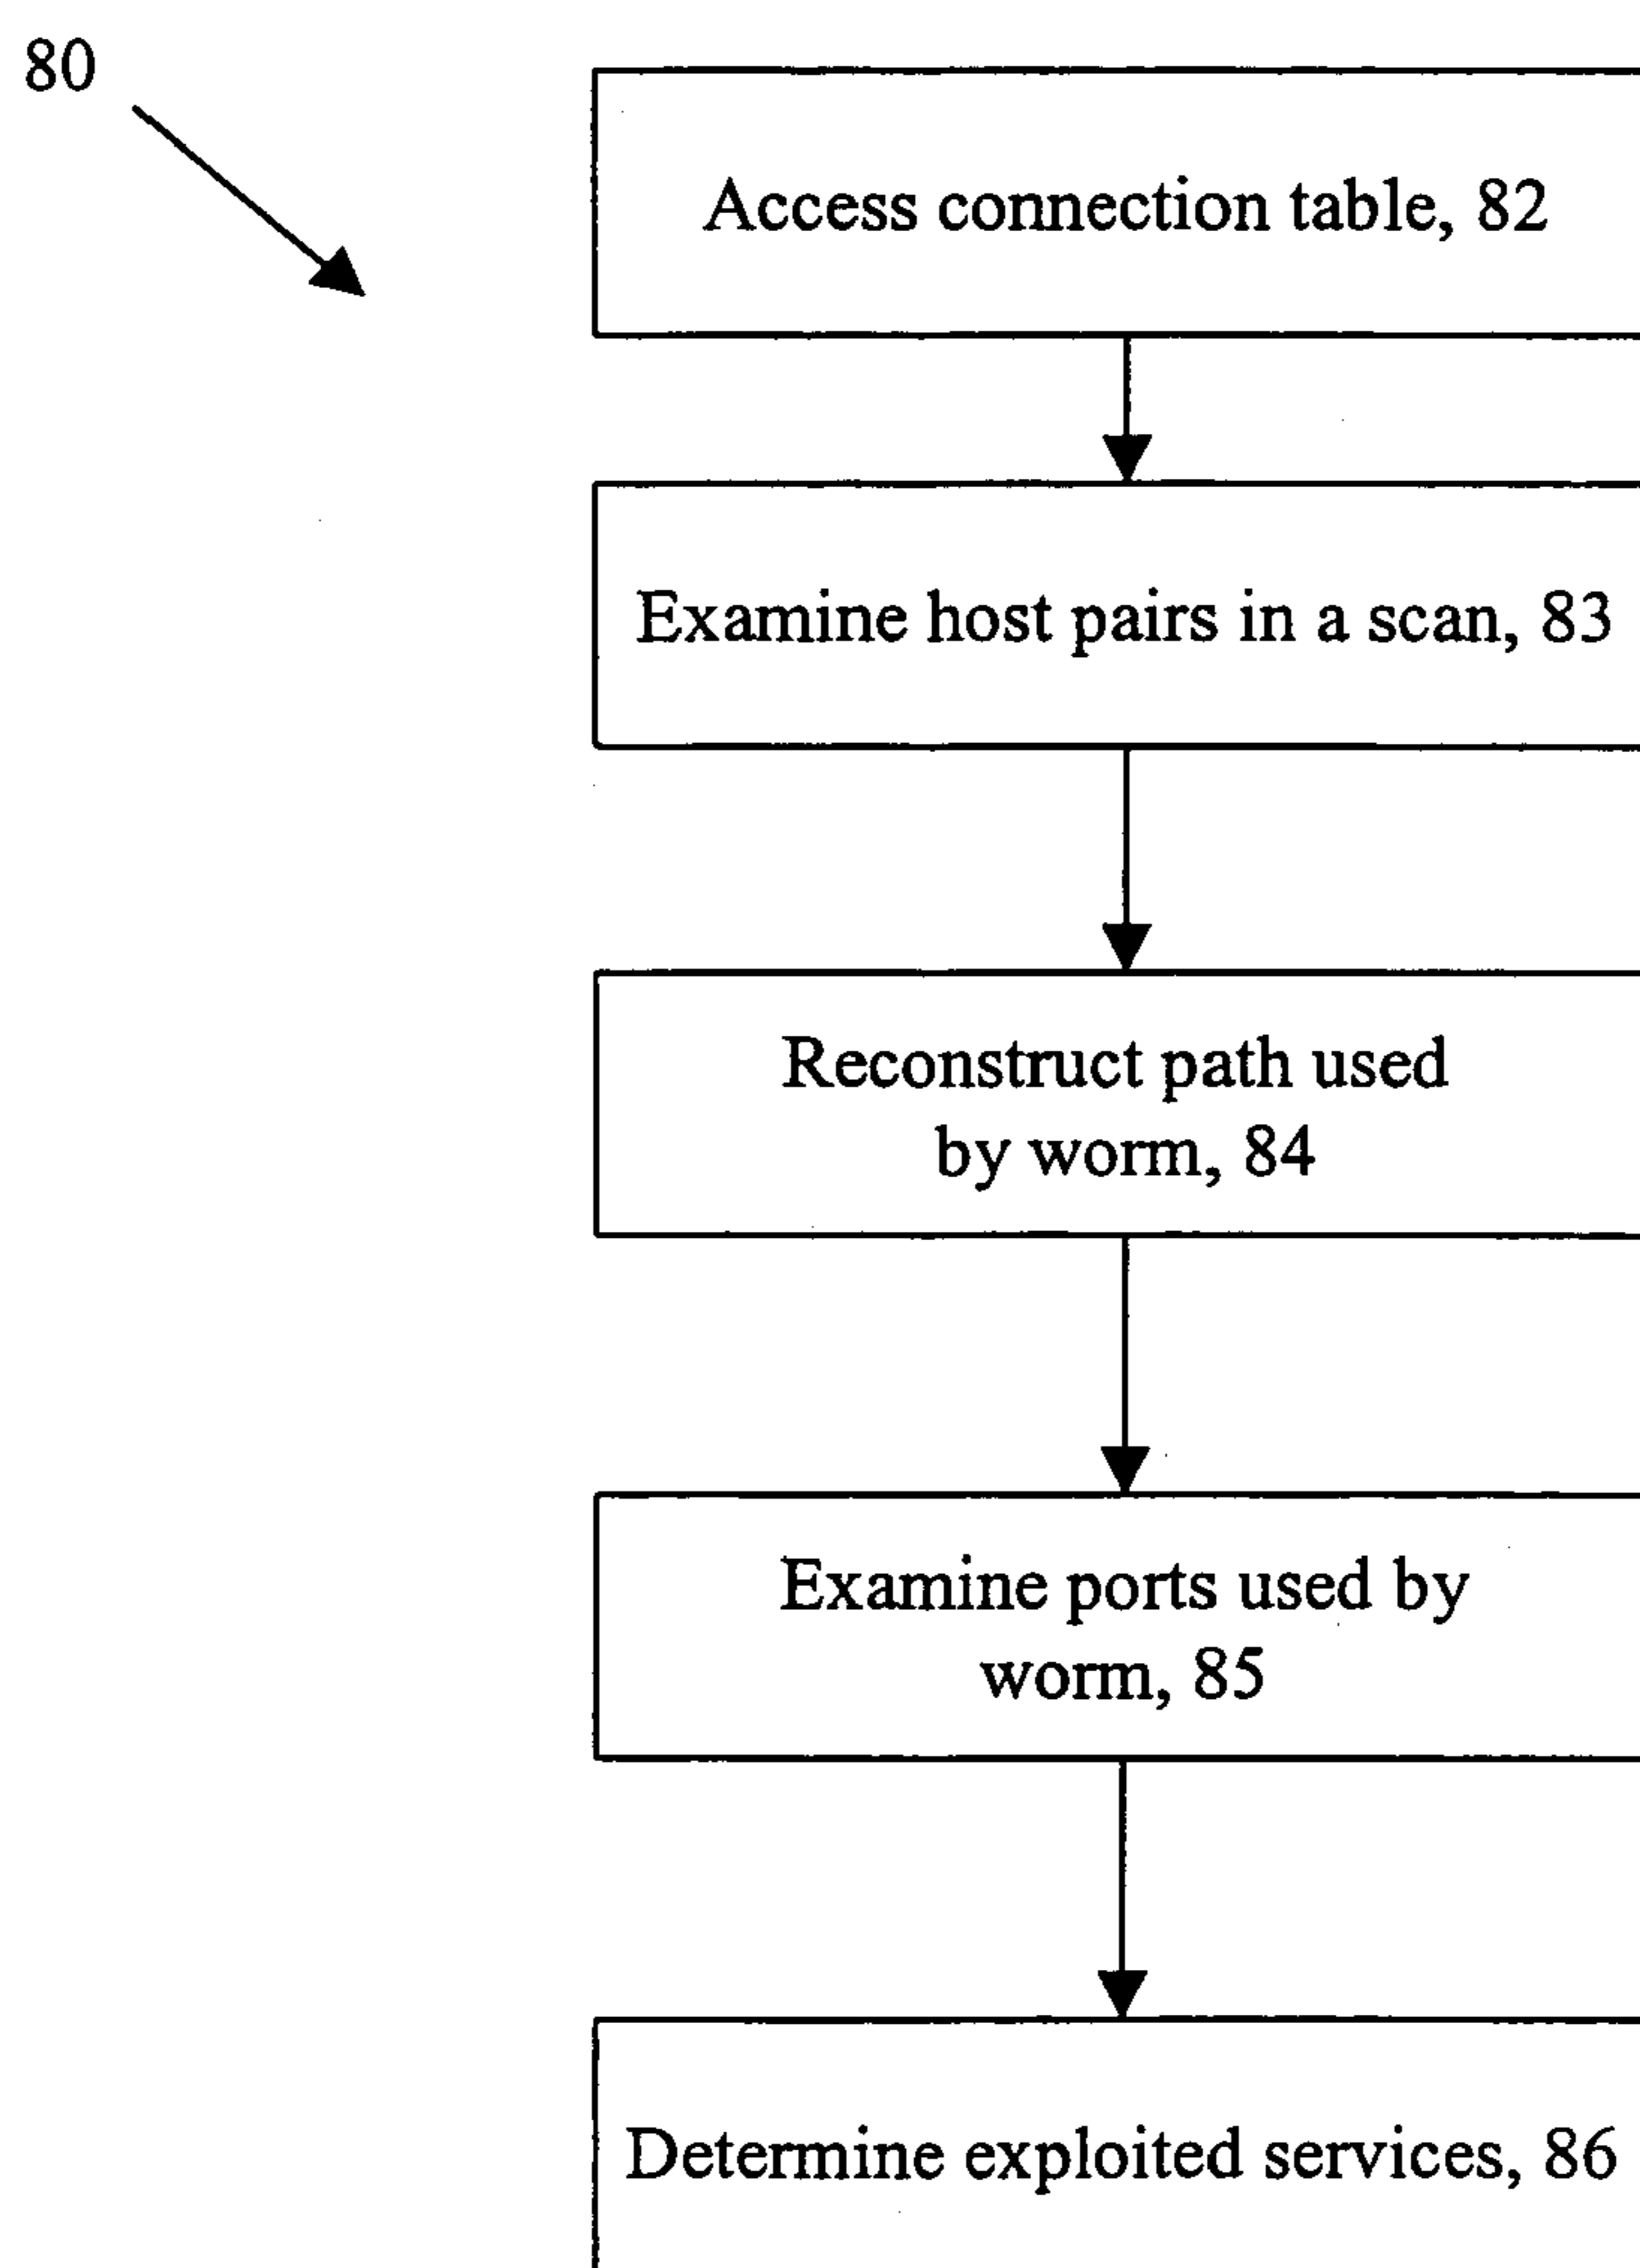 80
Access connection table, 82
Examine host pairs in a scan, 83
Reconstruct path used
by worm, 84
Examine ports used by
worm, 85
Determine exploited services, 86